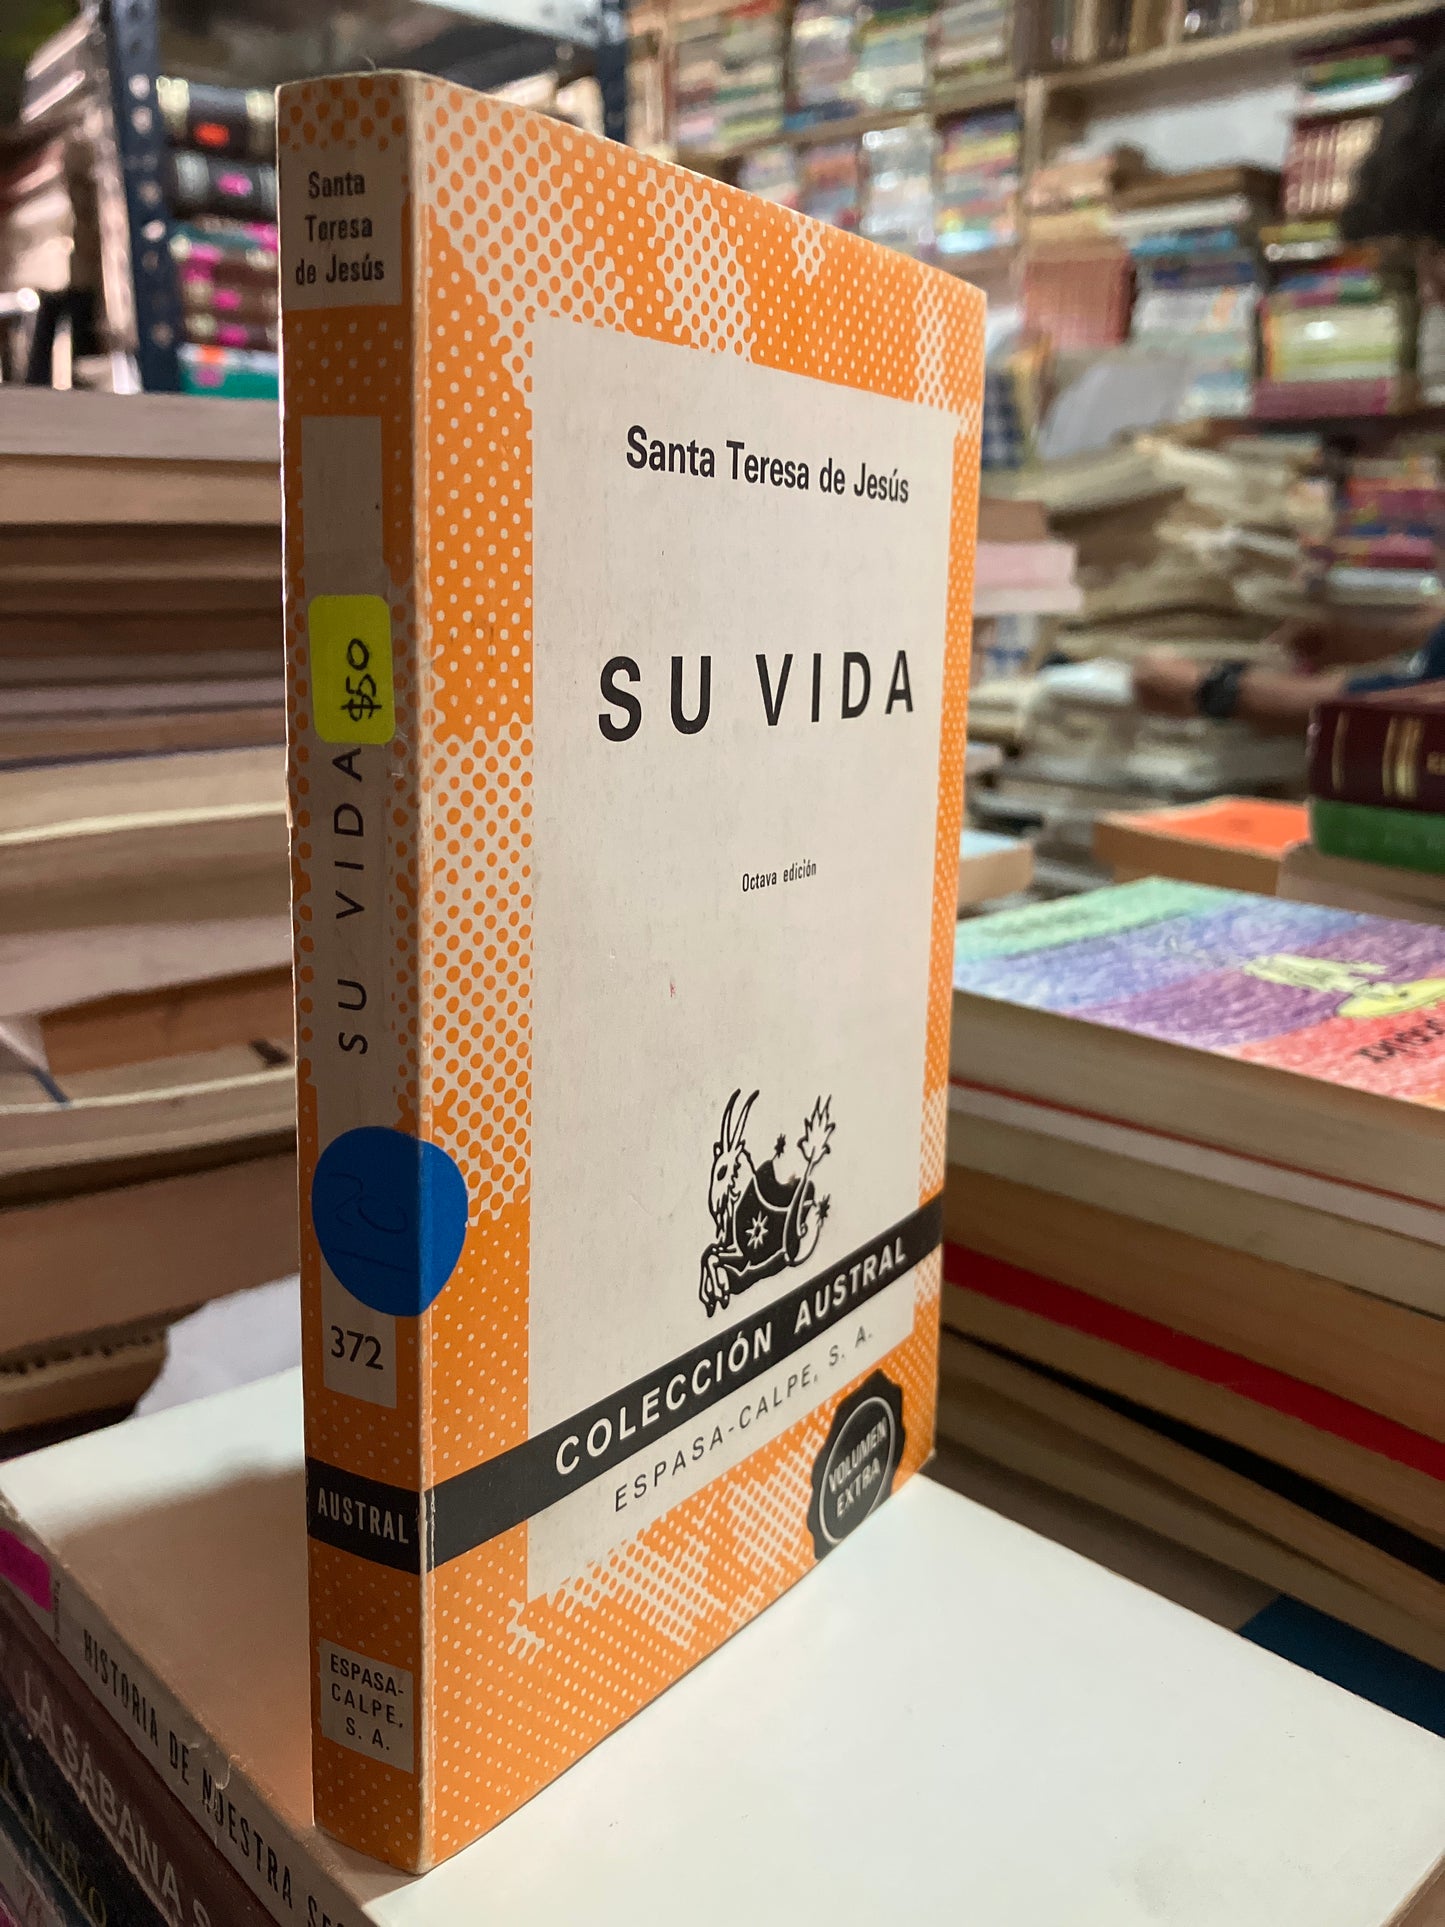 Santa
Teresa
de Jesús
$50
SU VIDA
372
AUSTRAL
ESPASA-
CALPE,
S. A.
Santa Teresa de Jesús
SU VIDA
Octava edición
COLECCIÓN AUSTRAL
ESPASA-CALPE, S. A.
VOLUMEN
EXTRA
HISTORIA DE NUESTRA
LA SÁBANA